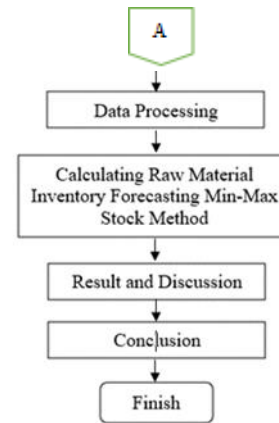 A
Data Processing
Calculating Raw Material
Inventory Forecasting Min-Max
Stock Method
Result and Discussion
Conclusion
Finish